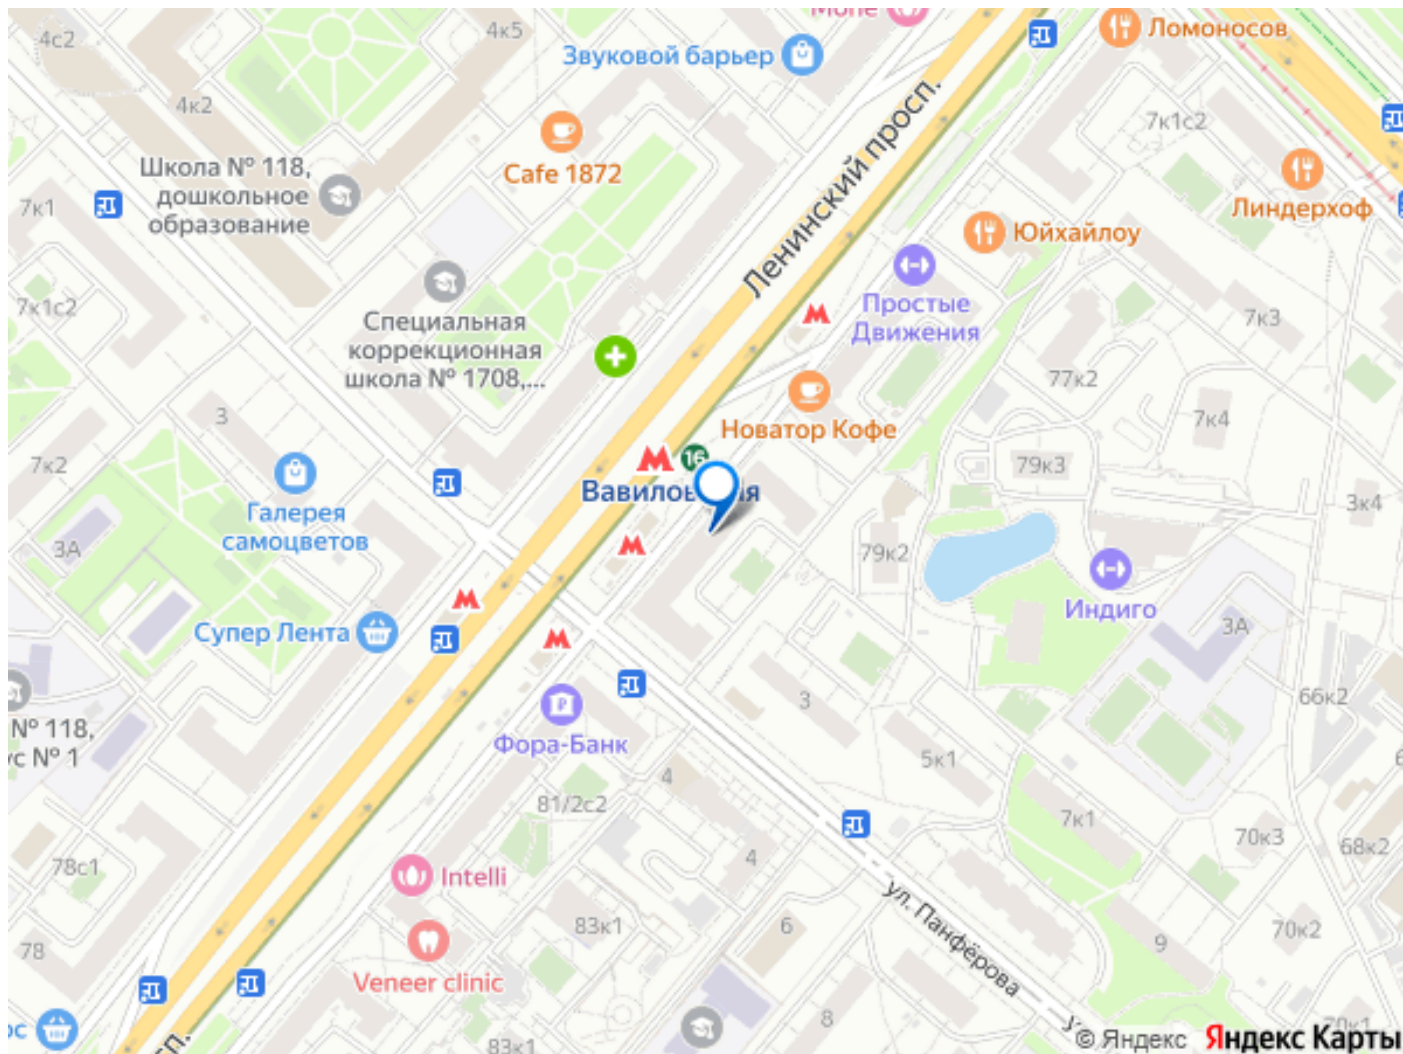 4с2
4к5
Звуковой барьер
Ломоносов
4к2
Ленинский просп.
7к1с2
Школа № 118,
дошкольное
образование
Cafe 1872
7к1
Линдерхоф
Юйхайлоу
7к1с2
Простые
Движения
7к3
Специальная
коррекционная
школа № 1708,...
77к2
3
Новатор Кофе
7к4
7к2
16
79к3
Галерея
самоцветов
3к4
3А
79к2
Индиго
Супер Лента
3А
66к2
№ 118,
3
Фора-Банк
5к1
4
81/2с2
7к1
70к3
68к2
78с1
4
Intelli
ул. Панфёрова
83к1
6
9
70к2
78
Veneer clinic
8
83к1
© Яндекс Яндекс Карты